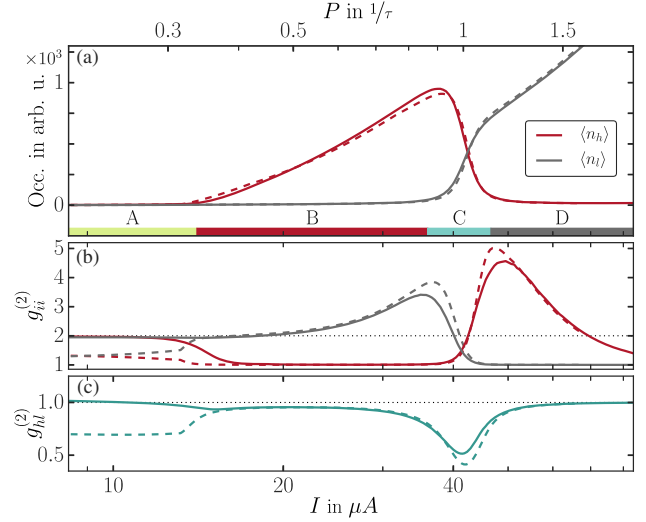 P in 1/τ
0.3 0.5 1 1.5
×10³
(a)
1
0
Occ. in arb. u.
⟨n_h⟩
⟨n_l⟩
A B C D
(b)
5
4
3
2
1
g_ii^(2)
(c)
1.0
0.5
g_hl^(2)
10 20 40
I in μA